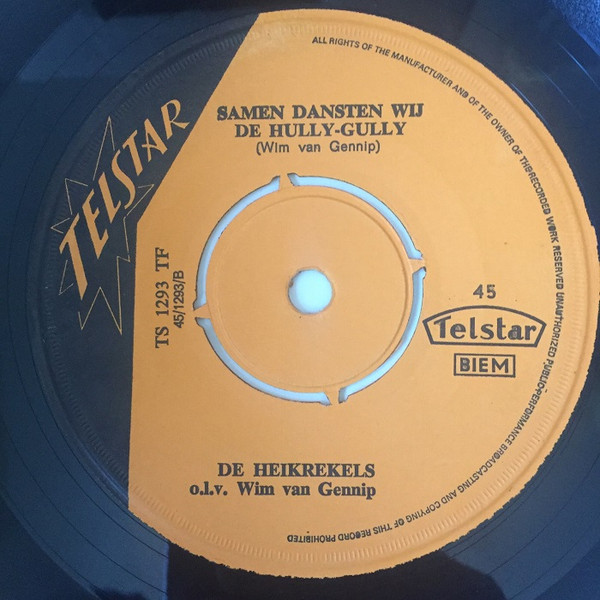 ALL RIGHTS OF THE MANUFACTURER AND OF THE OWNER OF THE RECORDED WORK RESERVED UNAUTHORIZED PUBLIC PERFORMANCE BROADCASTING AND COPYING OF THIS RECORD PROHIBITED
TELSTAR
SAMEN DANSTEN WIJ
DE HULLY-GULLY
(Wim van Gennip)
TS 1293 TF
45/1293/B
45
Telstar
BIEM
DE HEIKREKELS
o.l.v. Wim van Gennip